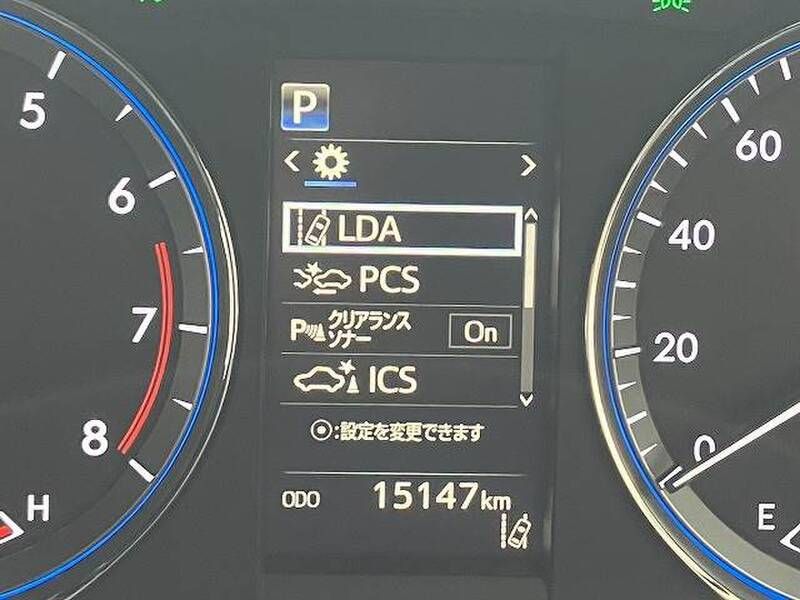 5
6
7
8
H
P
LDA
PCS
P クリアランス
ソナー On
ICS
:設定を変更できます
ODO 15147km
60
40
20
0
E